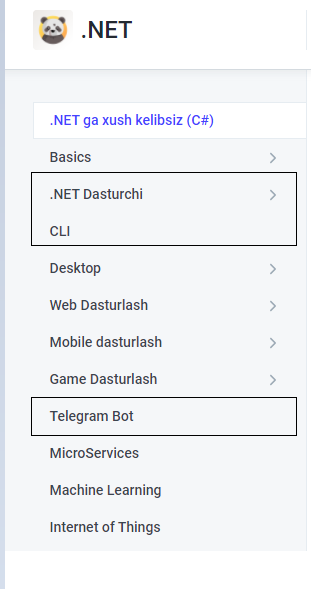 .NET
.NET ga xush kelibsiz (C#)
Basics
.NET Dasturchi
CLI
Desktop
Web Dasturlash
Mobile dasturlash
Game Dasturlash
Telegram Bot
MicroServices
Machine Learning
Internet of Things